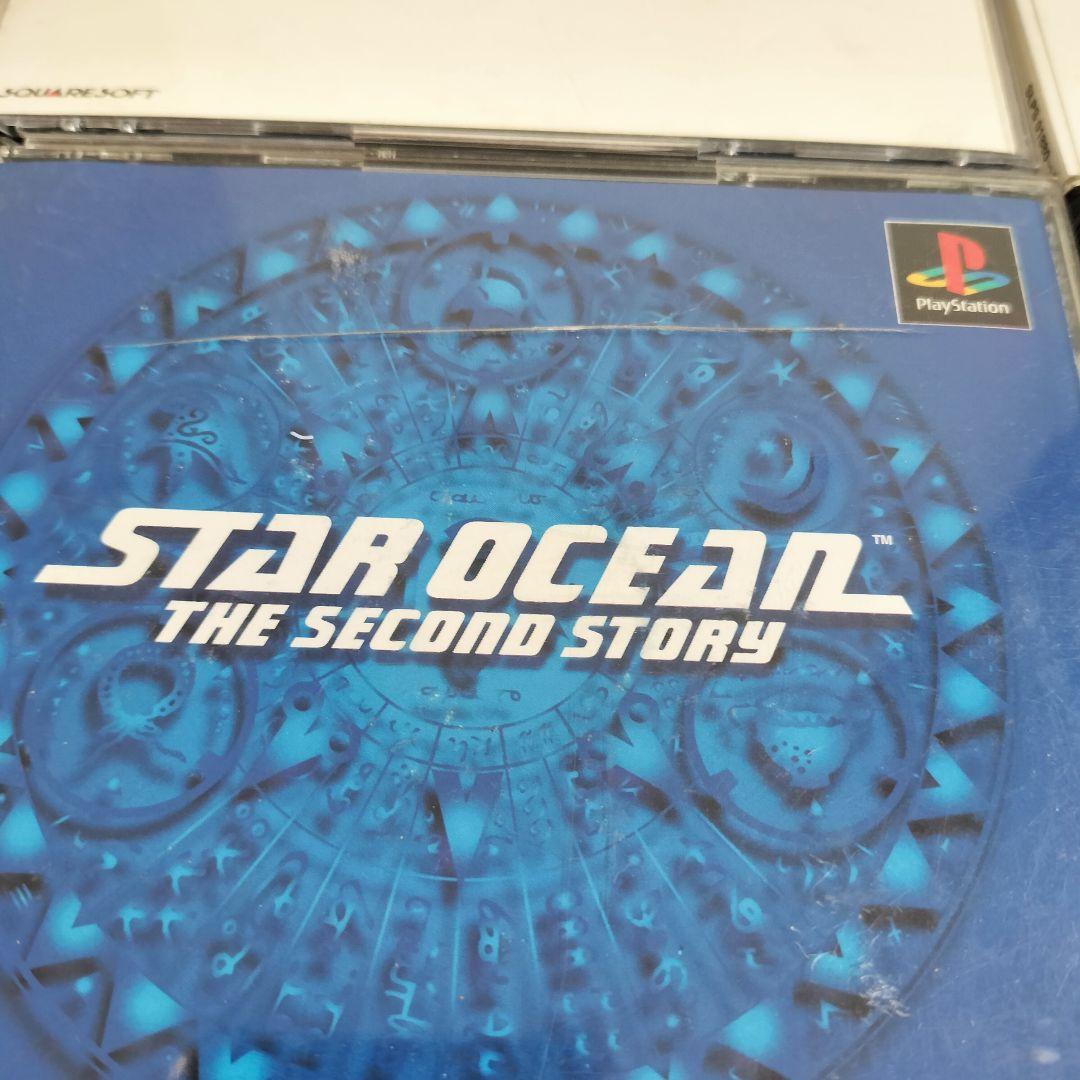 SQUARESOFT
PlayStation
STAR OCEAN™
THE SECOND STORY